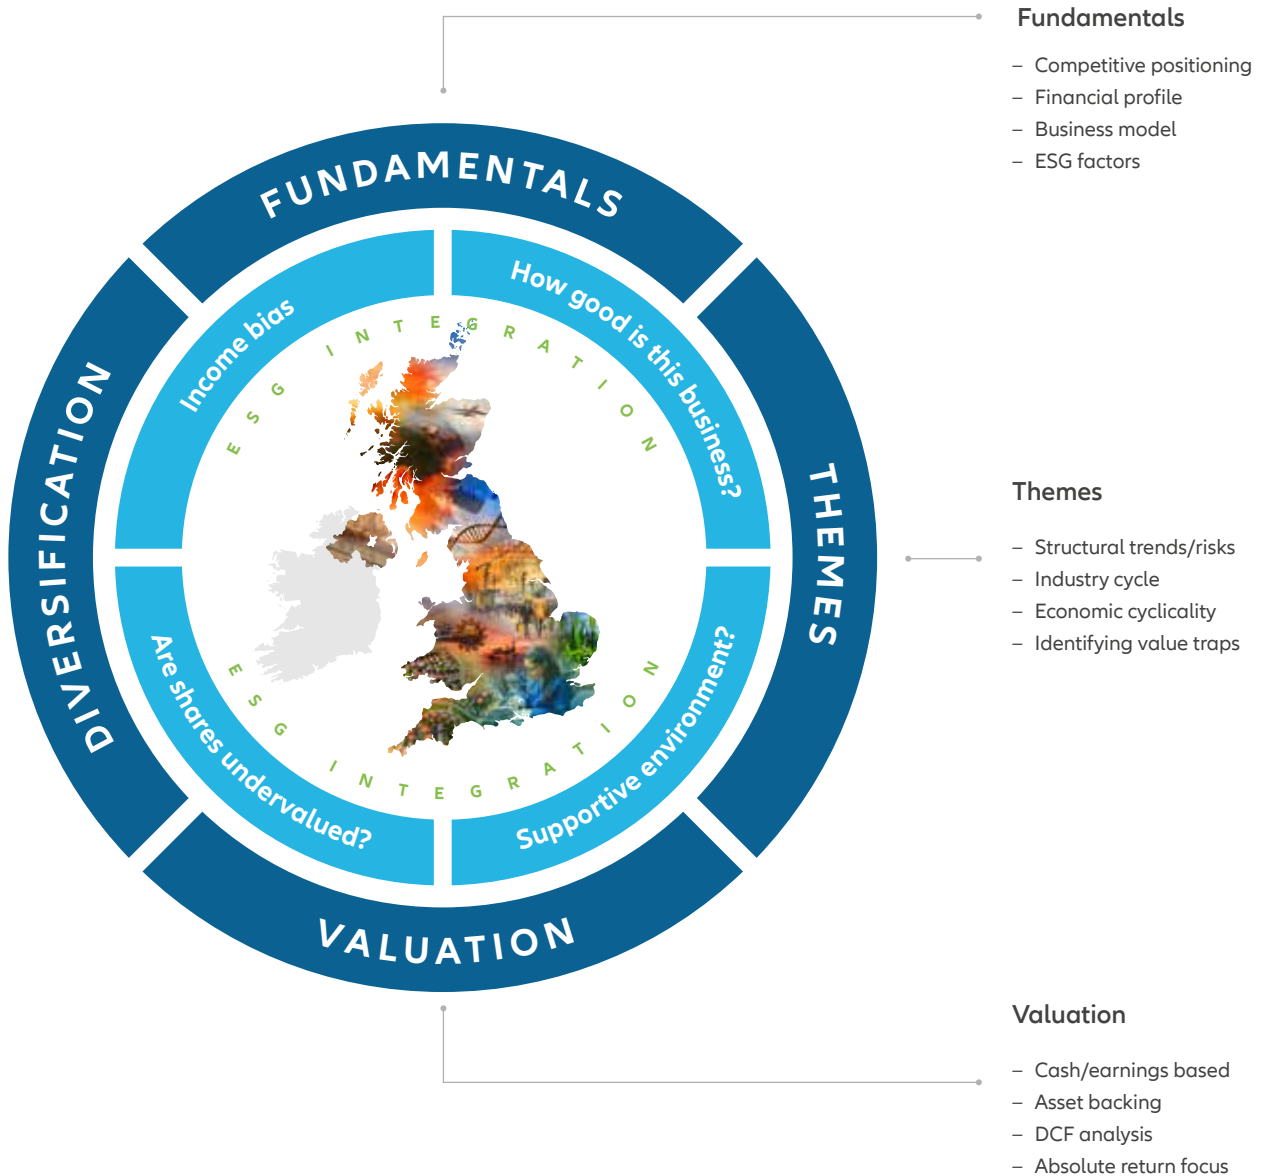 Fundamentals
– Competitive positioning
– Financial profile
– Business model
– ESG factors
FUNDAMENTALS
THEMES
VALUATION
DIVERSIFICATION
Income bias
How good is this business?
Supportive environment?
Are shares undervalued?
ESG INTEGRATION
ESG INTEGRATION
Themes
– Structural trends/risks
– Industry cycle
– Economic cyclicality
– Identifying value traps
Valuation
– Cash/earnings based
– Asset backing
– DCF analysis
– Absolute return focus